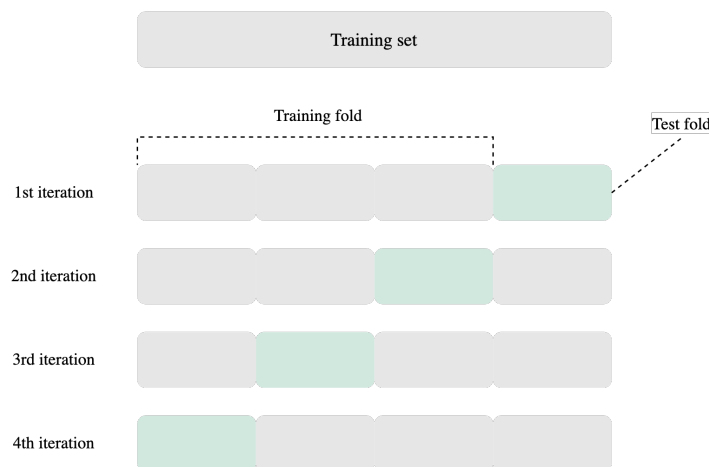 Training set
Training fold
Test fold
1st iteration
2nd iteration
3rd iteration
4th iteration